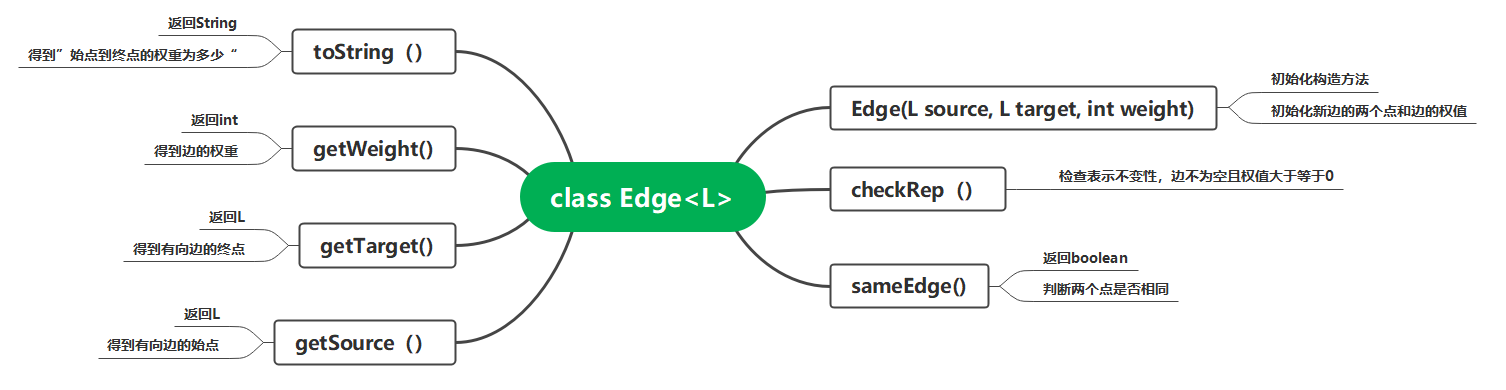 class Edge<L>
Edge(L source, L target, int weight)
初始化构造方法
初始化新边的两个点和边的权值
checkRep（）
检查表示不变性，边不为空且权值大于等于0
sameEdge()
返回boolean
判断两个点是否相同
toString（）
返回String
得到”始点到终点的权重为多少“
getWeight()
返回int
得到边的权重
getTarget()
返回L
得到有向边的终点
getSource（）
返回L
得到有向边的始点